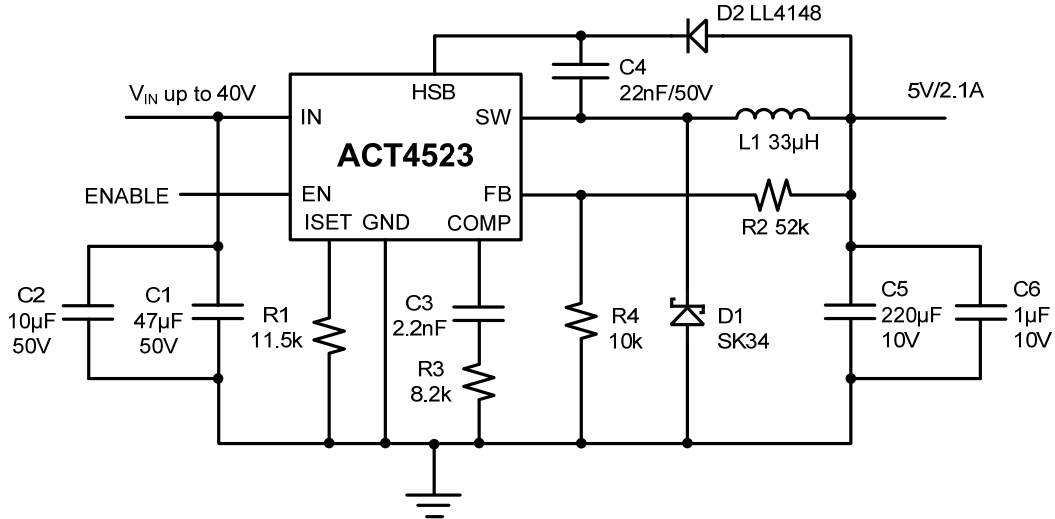 D2 LL4148
HSB
C4
22nF/50V
V_IN up to 40V
5V/2.1A
IN
SW
L1 33µH
ACT4523
ENABLE
EN
FB
ISET
GND
COMP
R2 52k
C2
10µF
50V
C1
47µF
50V
R1
11.5k
C3
2.2nF
R3
8.2k
R4
10k
D1
SK34
C5
220µF
10V
C6
1µF
10V